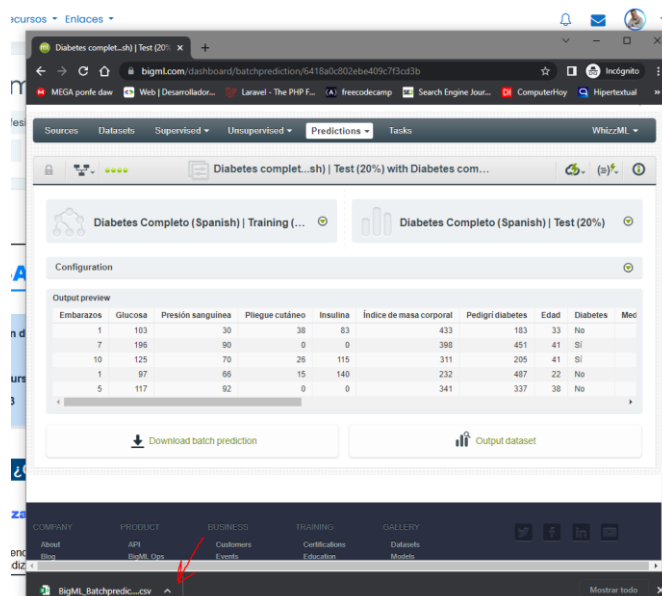 ecursos Enlaces
Diabetes complet...sh) | Test (20%
bigml.com/dashboard/batchprediction/6418a0c802ebe409c7f3cd3b
Incógnito
MEGA ponfe daw Web | Desarrollador... Laravel - The PHP F... freecodecamp Search Engine Jour... ComputerHoy Hipertextual »
Sources Datasets Supervised Unsupervised Predictions Tasks WhizzML
Diabetes complet...sh) | Test (20%) with Diabetes com...
Diabetes Completo (Spanish) | Training (... Diabetes Completo (Spanish) | Test (20%)
Configuration
Output preview
Embarazos Glucosa Presión sanguínea Pliegue cutáneo Insulina Índice de masa corporal Pedigrí diabetes Edad Diabetes Med
1 103 30 38 83 433 183 33 No
7 196 90 0 0 398 451 41 Sí
10 125 70 26 115 311 205 41 Sí
1 97 66 15 140 232 487 22 No
5 117 92 0 0 341 337 38 No
Download batch prediction Output dataset
COMPANY PRODUCT BUSINESS TRAINING GALLERY
About API Customers Certifications Datasets
Blog BigML Ops Events Education Models
BigML_Batchpredic....csv Mostrar todo